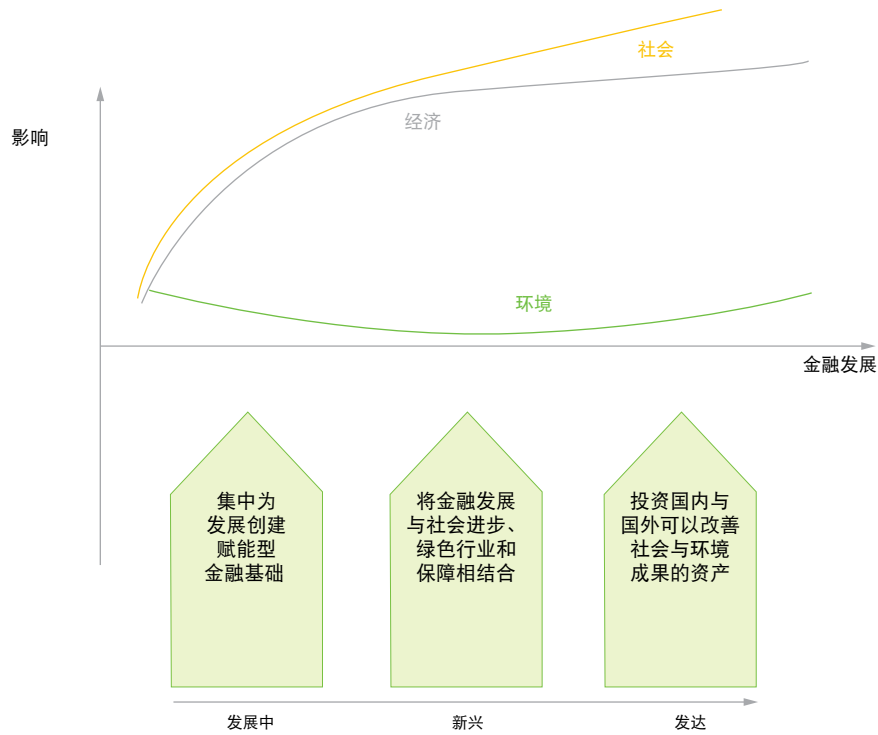 社会
经济
影响
环境
金融发展
集中为
发展创建
赋能型
金融基础
将金融发展
与社会进步、
绿色行业和
保障相结合
投资国内与
国外可以改善
社会与环境
成果的资产
发展中
新兴
发达